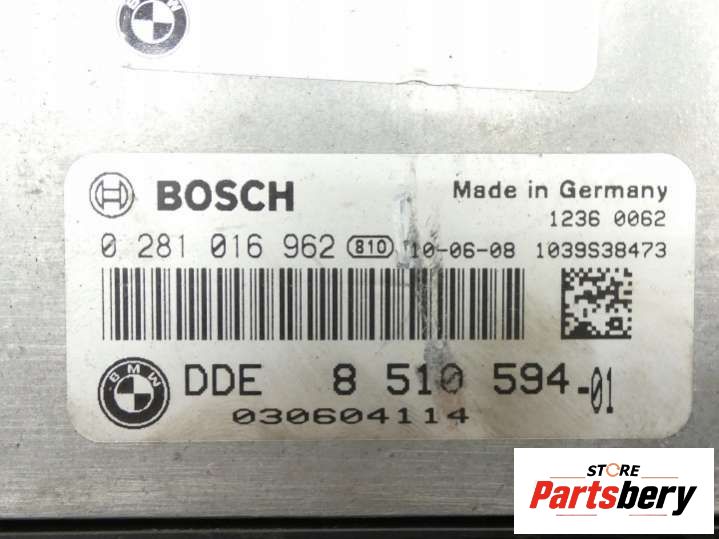 BOSCH
Made in Germany
1236 0062
0 281 016 962 810 10-06-08 1039S38473
BMW DDE 8 510 594-01
030604114
STORE
Partsbery